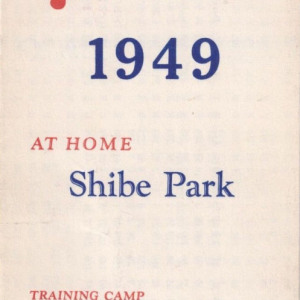 1949
AT HOME
Shibe Park
TRAINING CAMP